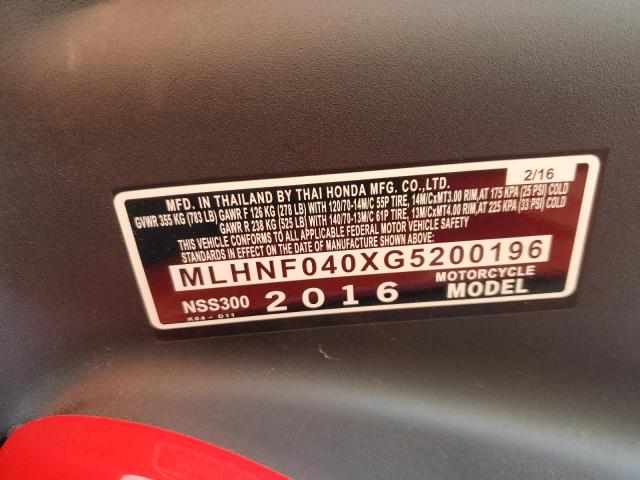 MFD. IN THAILAND BY THAI HONDA MFG. CO.,LTD. 2/16
GVWR 355 KG (783 LB) GAWR F 126 KG (278 LB) WITH 120/70-14M/C 55P TIRE, 14M/CxMT3.00 RIM,AT 175 KPA (25 PSI) COLD
GAWR R 238 KG (525 LB) WITH 140/70-13M/C 61P TIRE, 13M/CxMT4.00 RIM,AT 225 KPA (33 PSI) COLD
THIS VEHICLE CONFORMS TO ALL APPLICABLE FEDERAL MOTOR VEHICLE SAFETY
STANDARDS IN EFFECT ON THE DATE OF MANUFACTURE SHOWN ABOVE.
MLHNF040XG5200196
NSS300 2016 MOTORCYCLE MODEL
K04-D11